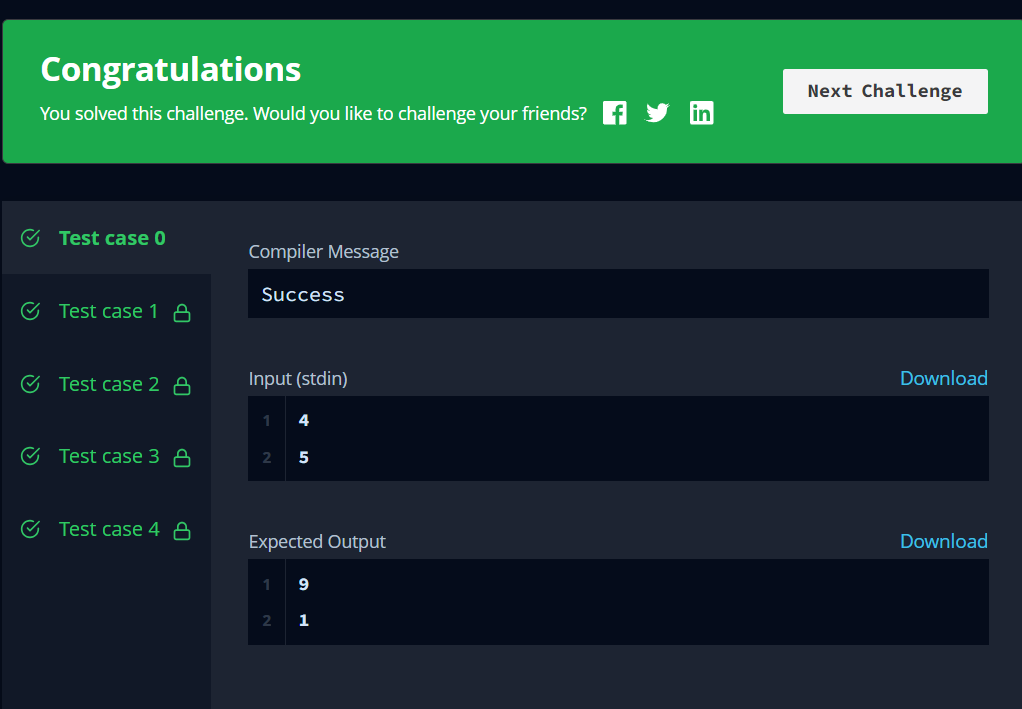 Congratulations
You solved this challenge. Would you like to challenge your friends?
Next Challenge
Test case 0
Test case 1
Test case 2
Test case 3
Test case 4
Compiler Message
Success
Input (stdin)
Download
1 4
2 5
Expected Output
Download
1 9
2 1